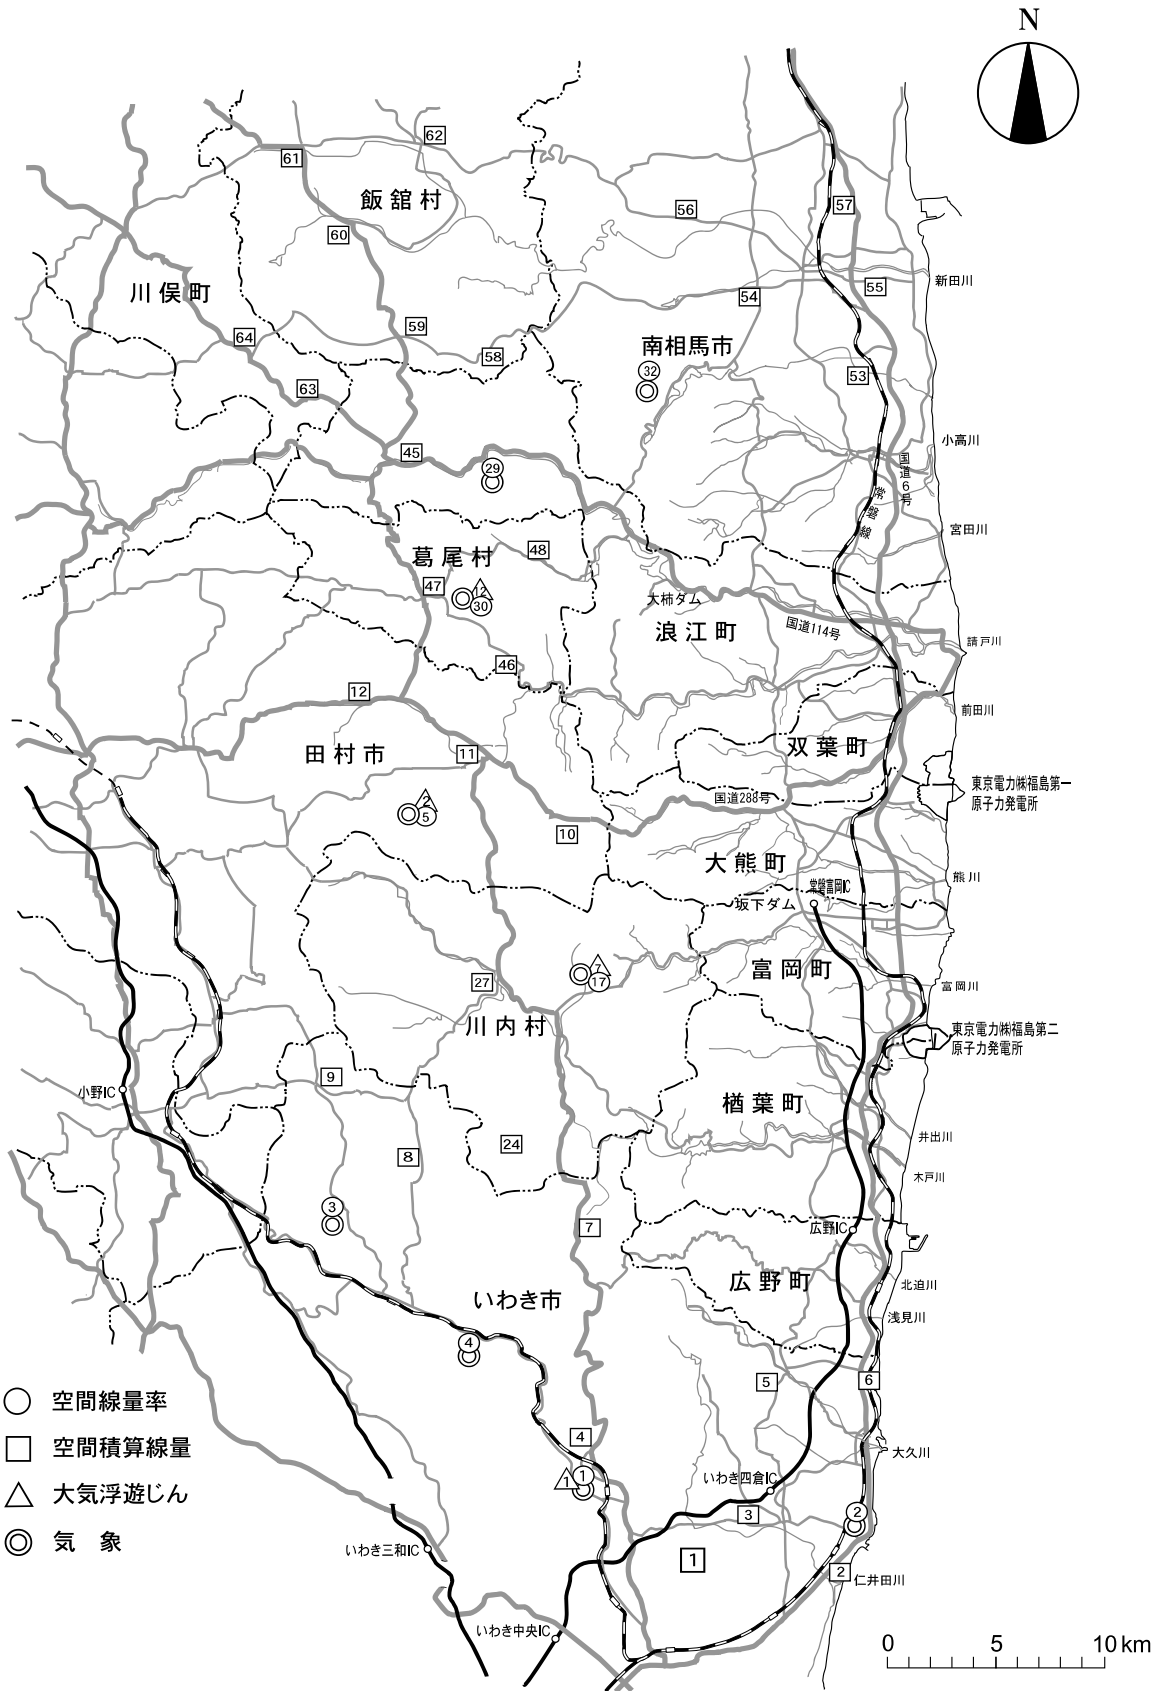 N
62
61
飯舘村
56
57
60
新田川
川俣町
55
54
59
64
58
南相馬市
32
53
63
小高川
45
国道6号
29
常磐線
宮田川
葛尾村
48
47
12
30
大柿ダム
国道114号
浪江町
請戸川
46
12
前田川
田村市
11
双葉町
東京電力㈱福島第一
原子力発電所
2
5
国道288号
10
大熊町
熊川
常磐富岡IC
坂下ダム
7
17
富岡町
27
富岡川
川内村
東京電力㈱福島第二
原子力発電所
9
小野IC
楢葉町
井出川
24
8
木戸川
3
7
広野IC
広野町
北迫川
いわき市
浅見川
4
5
6
○ 空間線量率
□ 空間積算線量
△ 大気浮遊じん
◎ 気象
4
大久川
1
1
いわき四倉IC
3
2
いわき三和IC
1
2
仁井田川
いわき中央IC
0 5 10km